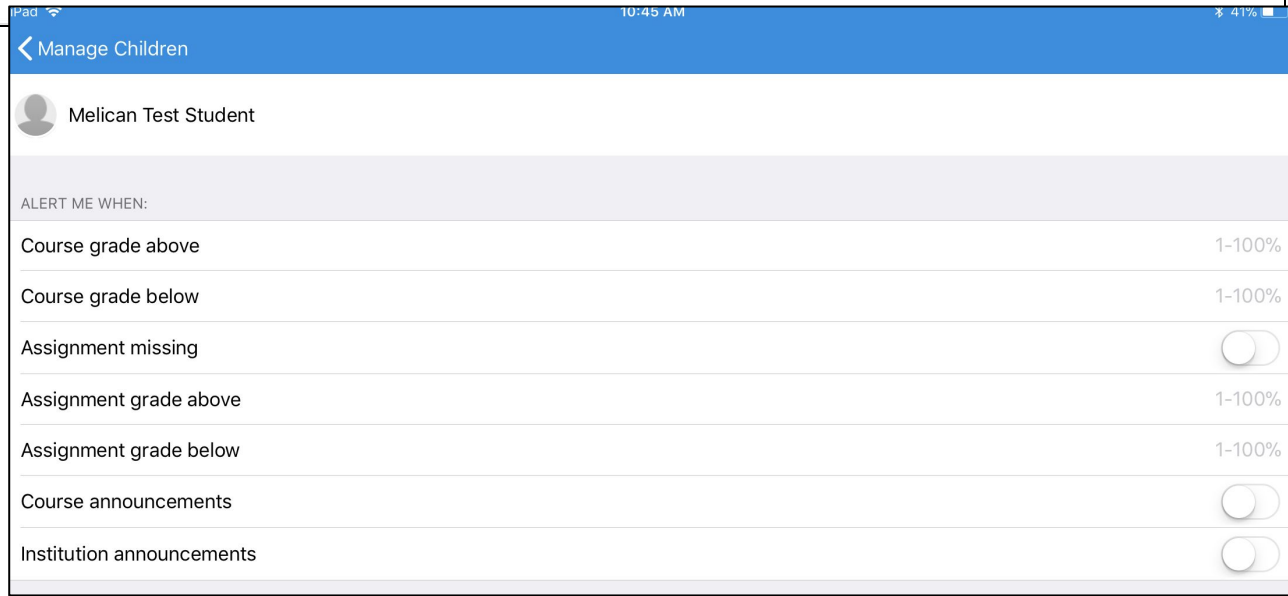 iPad 10:45 AM 41%
Manage Children
Melican Test Student
ALERT ME WHEN:
Course grade above 1-100%
Course grade below 1-100%
Assignment missing
Assignment grade above 1-100%
Assignment grade below 1-100%
Course announcements
Institution announcements